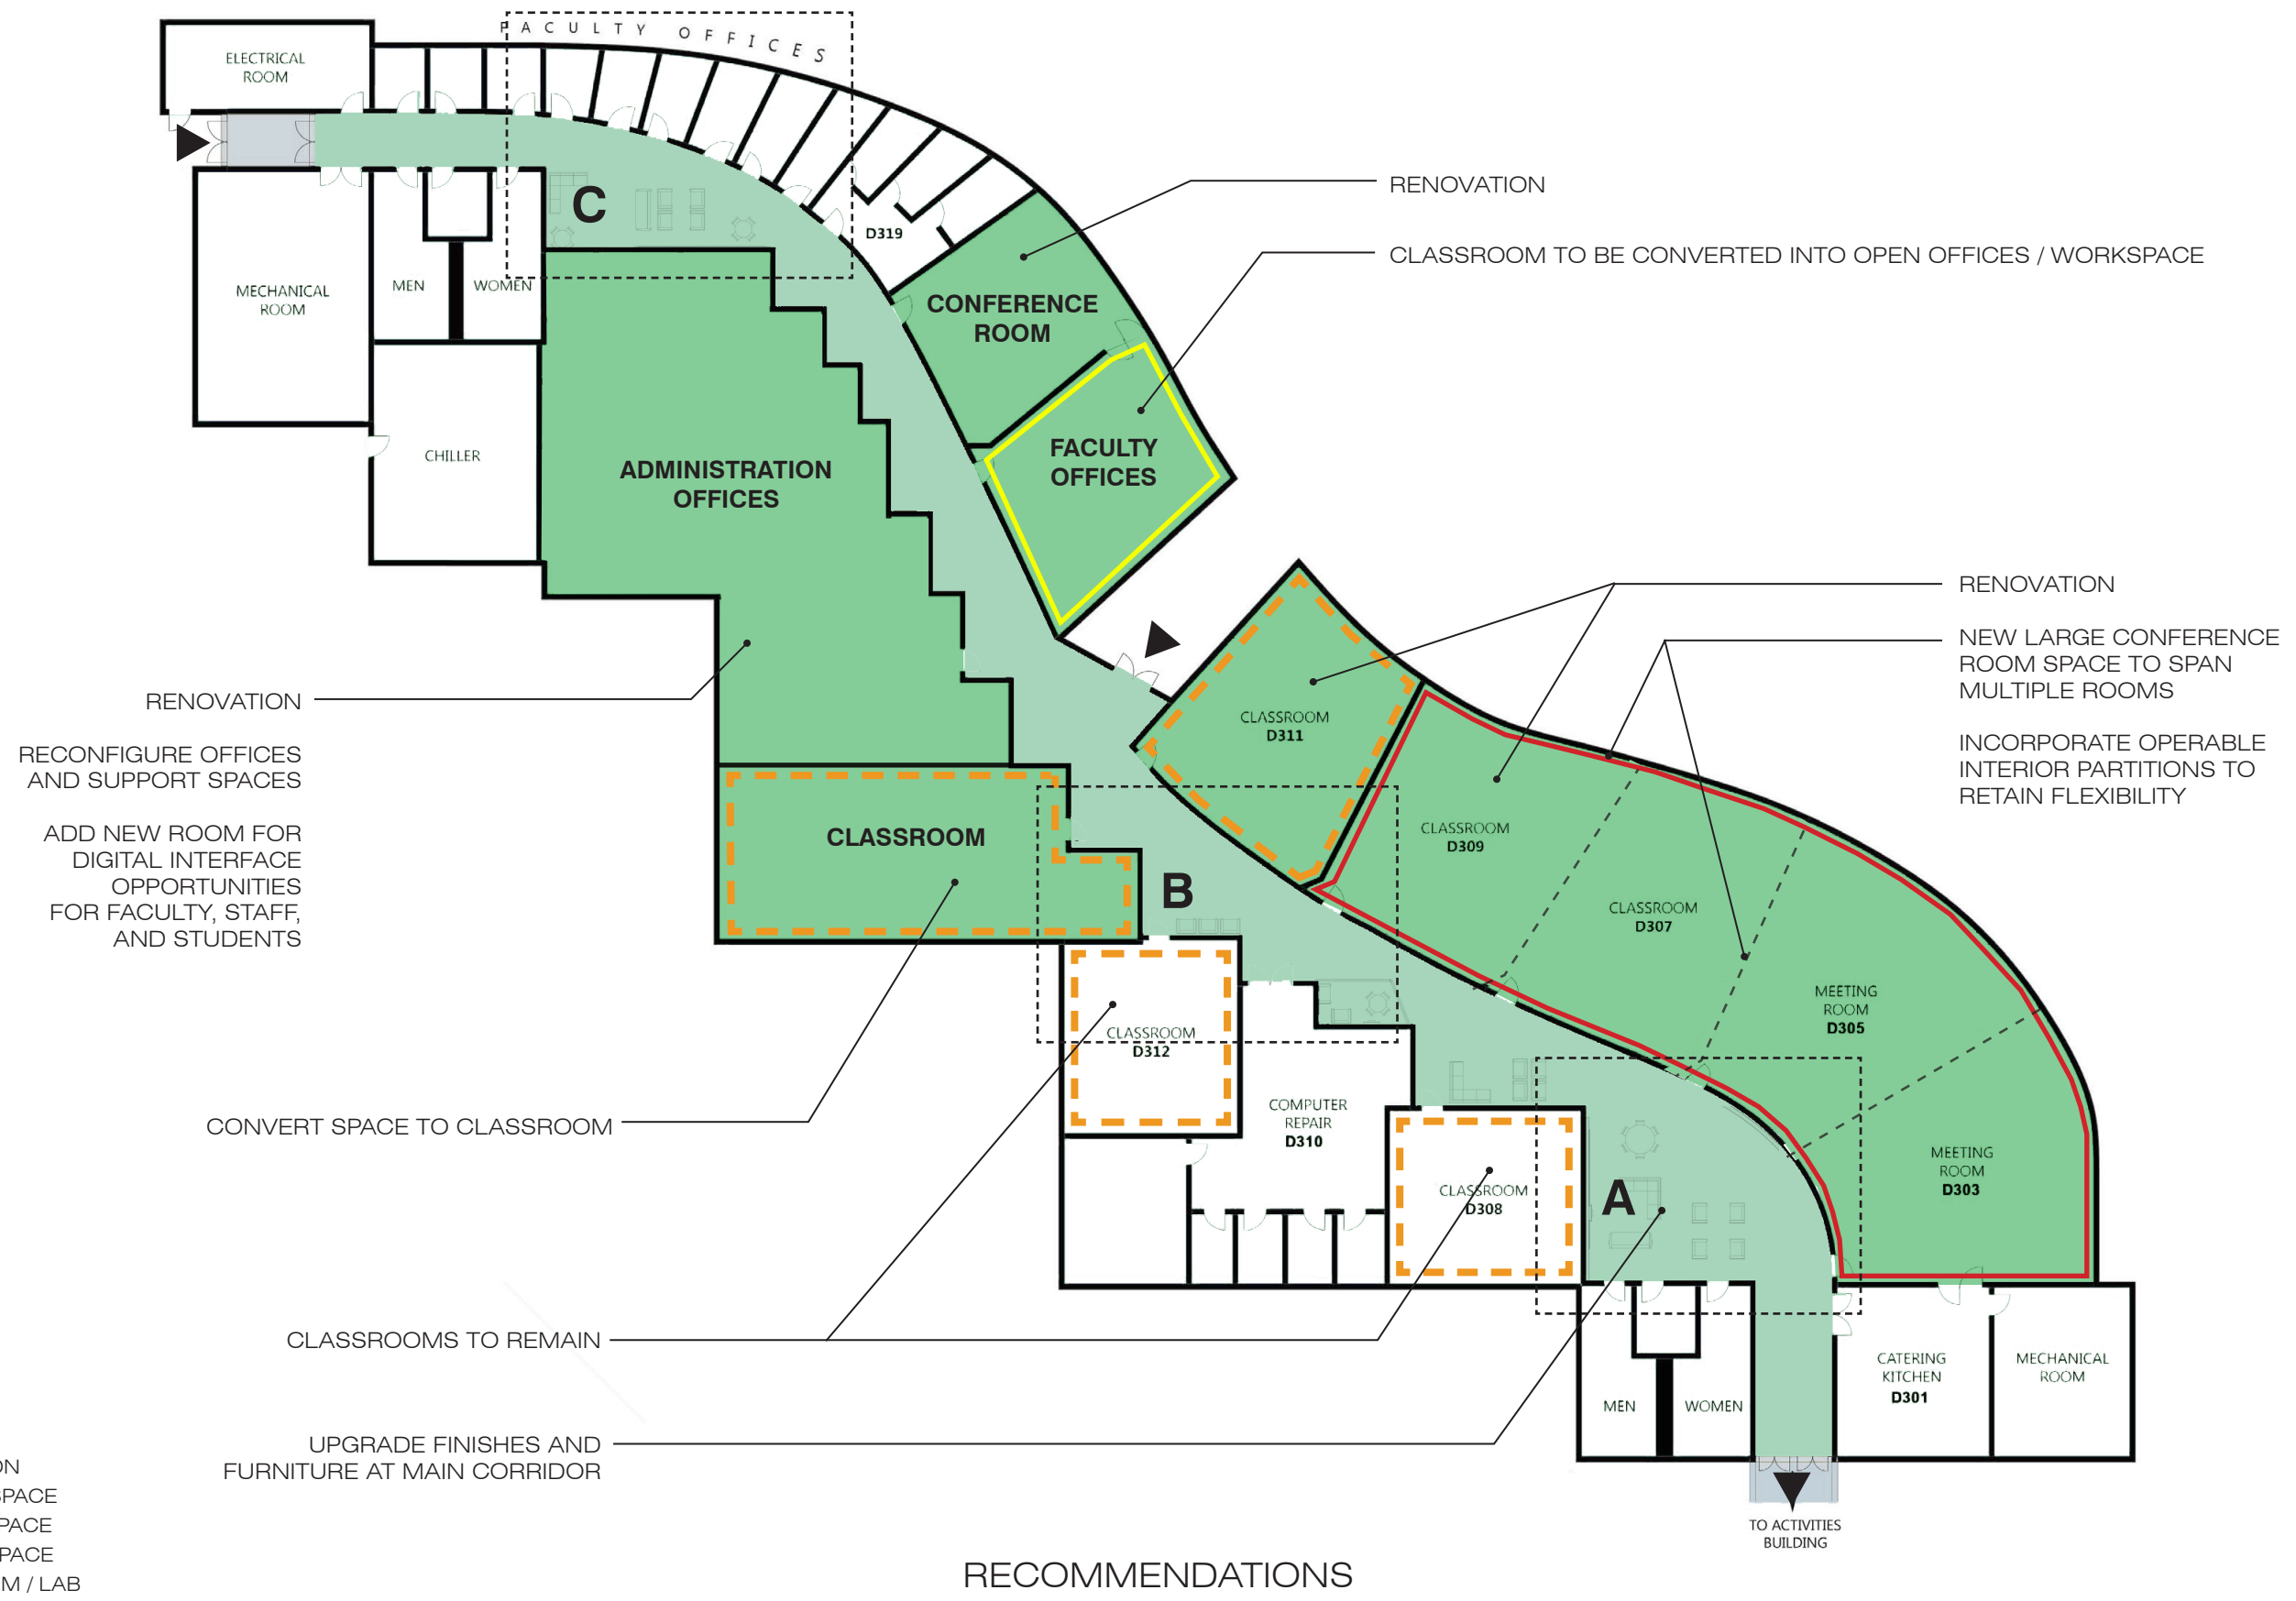 FACULTY OFFICES
ELECTRICAL
ROOM
RENOVATION
C
D319
CLASSROOM TO BE CONVERTED INTO OPEN OFFICES / WORKSPACE
MECHANICAL
ROOM
MEN
WOMEN
CONFERENCE
ROOM
CHILLER
ADMINISTRATION
OFFICES
FACULTY
OFFICES
RENOVATION
NEW LARGE CONFERENCE
ROOM SPACE TO SPAN
MULTIPLE ROOMS
INCORPORATE OPERABLE
INTERIOR PARTITIONS TO
RETAIN FLEXIBILITY
RENOVATION
RECONFIGURE OFFICES
AND SUPPORT SPACES
ADD NEW ROOM FOR
DIGITAL INTERFACE
OPPORTUNITIES
FOR FACULTY, STAFF,
AND STUDENTS
CLASSROOM
D311
CLASSROOM
CLASSROOM
D309
B
CLASSROOM
D307
MEETING
ROOM
D305
CLASSROOM
D312
COMPUTER
REPAIR
D310
CONVERT SPACE TO CLASSROOM
MEETING
ROOM
D303
CLASSROOM
D308
A
CLASSROOMS TO REMAIN
CATERING
KITCHEN
D301
MECHANICAL
ROOM
MEN
WOMEN
UPGRADE FINISHES AND
FURNITURE AT MAIN CORRIDOR
ON
SPACE
PACE
PACE
M / LAB
TO ACTIVITIES
BUILDING
RECOMMENDATIONS